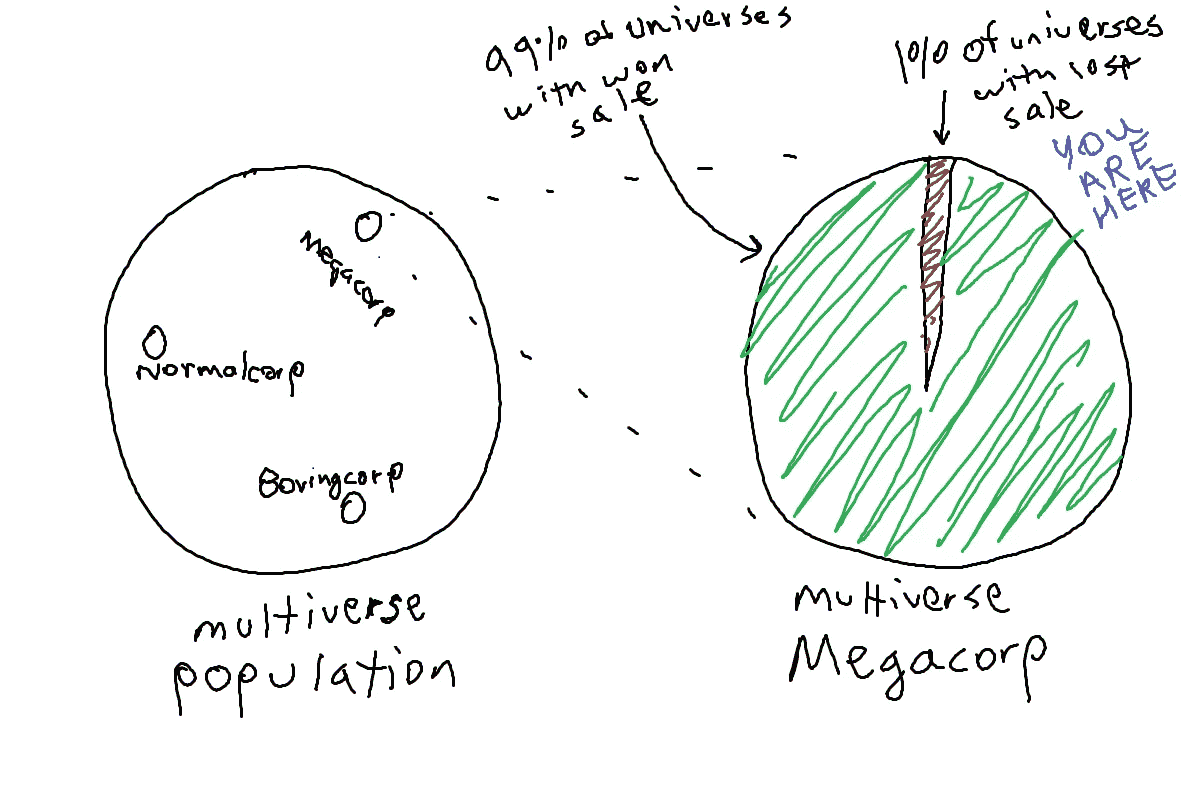 99% of universes
with won
sale
1% of universes
with lost
sale
YOU
ARE
HERE
Megacorp
Normalcorp
Boringcorp
multiverse
population
multiverse
Megacorp